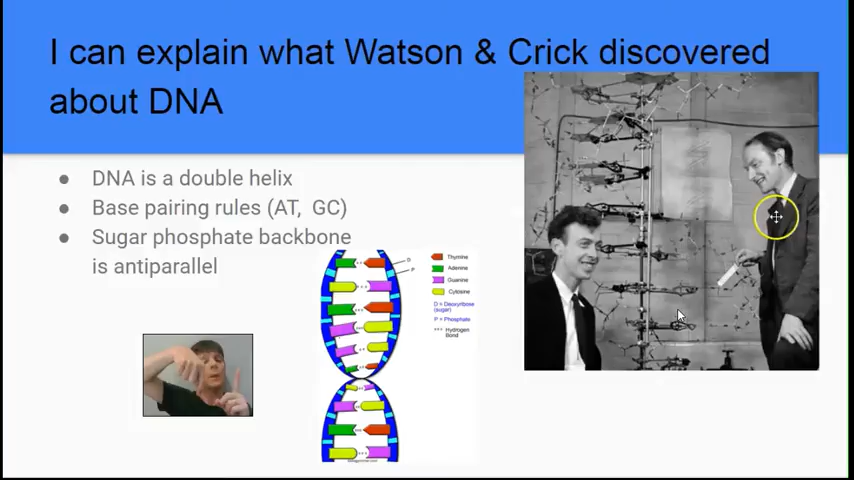 I can explain what Watson & Crick discovered
about DNA
● DNA is a double helix
● Base pairing rules (AT, GC)
● Sugar phosphate backbone
is antiparallel
D
P
Thymine
Adenine
Guanine
Cytosine
D = Deoxyribose
(sugar)
P = Phosphate
*** Hydrogen
Bond